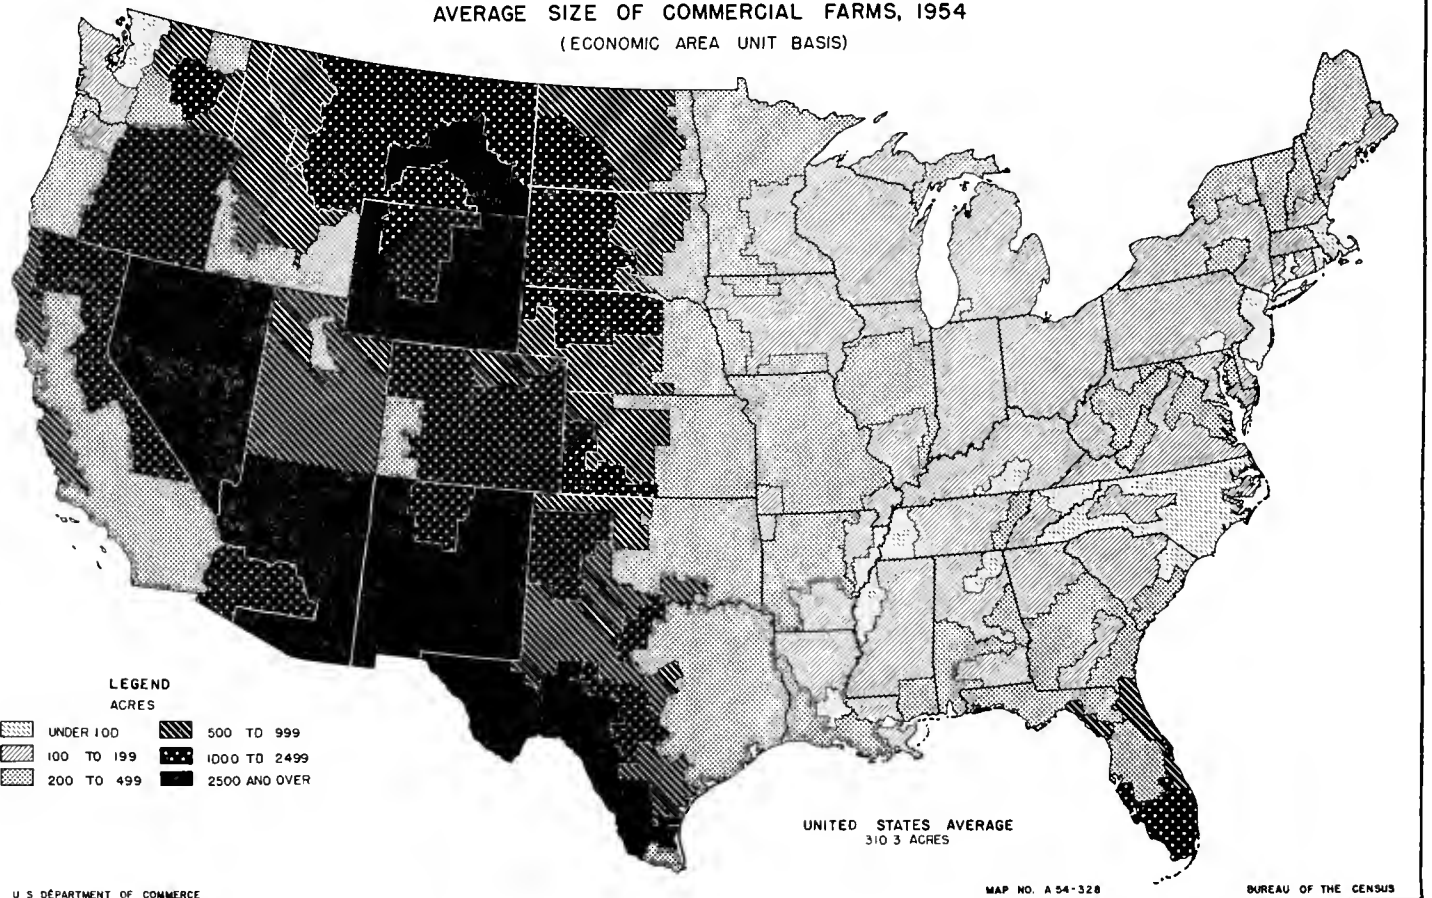 AVERAGE SIZE OF COMMERCIAL FARMS, 1954
(ECONOMIC AREA UNIT BASIS)
LEGEND
ACRES
UNDER 100
100 TO 199
200 TO 499
500 TO 999
1000 TO 2499
2500 AND OVER
UNITED STATES AVERAGE
310 3 ACRES
U S DEPARTMENT OF COMMERCE
MAP NO. A 54-328
BUREAU OF THE CENSUS